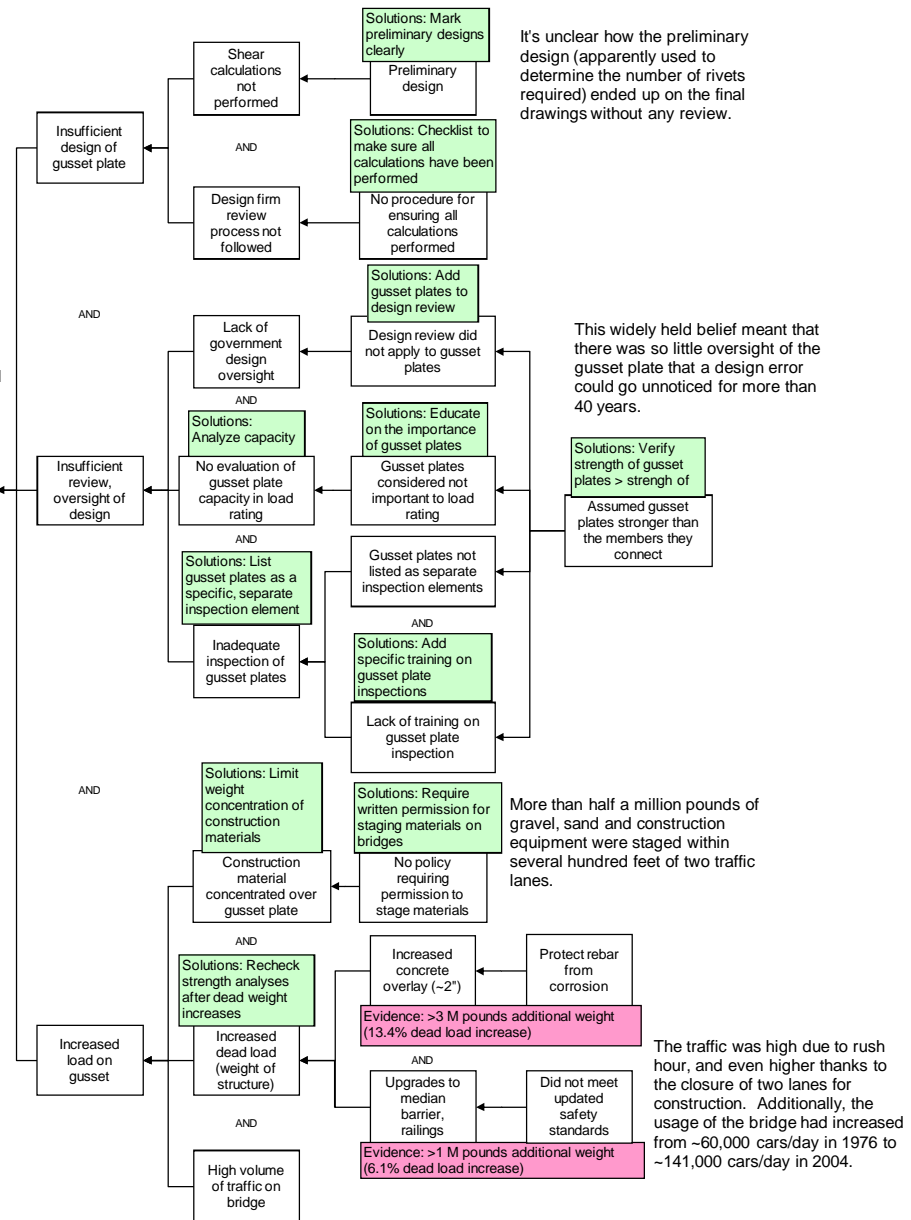 Solutions: Mark
preliminary designs
clearly
Preliminary
design
Shear
calculations
not
performed
It's unclear how the preliminary
design (apparently used to
determine the number of rivets
required) ended up on the final
drawings without any review.
Insufficient
design of
gusset plate
AND
Solutions: Checklist to
make sure all
calculations have been
performed
No procedure for
ensuring all
calculations
performed
Design firm
review
process not
followed
AND
Solutions: Add
gusset plates to
design review
Design review did
not apply to gusset
plates
Lack of
government
design
oversight
This widely held belief meant that
there was so little oversight of the
gusset plate that a design error
could go unnoticed for more than
40 years.
AND
Solutions:
Analyze capacity
No evaluation of
gusset plate
capacity in load
rating
Solutions: Educate
on the importance
of gusset plates
Gusset plates
considered not
important to load
rating
Solutions: Verify
strength of gusset
plates > strengh of
Assumed gusset
plates stronger than
the members they
connect
Insufficient
review,
oversight of
design
AND
Solutions: List
gusset plates as a
specific, separate
inspection element
Inadequate
inspection of
gusset plates
Gusset plates not
listed as separate
inspection elements
AND
Solutions: Add
specific training on
gusset plate
inspections
Lack of training on
gusset plate
inspection
AND
Solutions: Limit
weight
concentration of
construction
materials
Construction
material
concentrated over
gusset plate
Solutions: Require
written permission for
staging materials on
bridges
No policy
requiring
permission to
stage materials
More than half a million pounds of
gravel, sand and construction
equipment were staged within
several hundred feet of two traffic
lanes.
AND
Solutions: Recheck
strength analyses
after dead weight
increases
Increased
dead load
(weight of
structure)
Increased
concrete
overlay (~2")
Protect rebar
from
corrosion
Evidence: >3 M pounds additional weight
(13.4% dead load increase)
Increased
load on
gusset
AND
Upgrades to
median
barrier,
railings
Did not meet
updated
safety
standards
Evidence: >1 M pounds additional weight
(6.1% dead load increase)
The traffic was high due to rush
hour, and even higher thanks to
the closure of two lanes for
construction. Additionally, the
usage of the bridge had increased
from ~60,000 cars/day in 1976 to
~141,000 cars/day in 2004.
AND
High volume
of traffic on
bridge